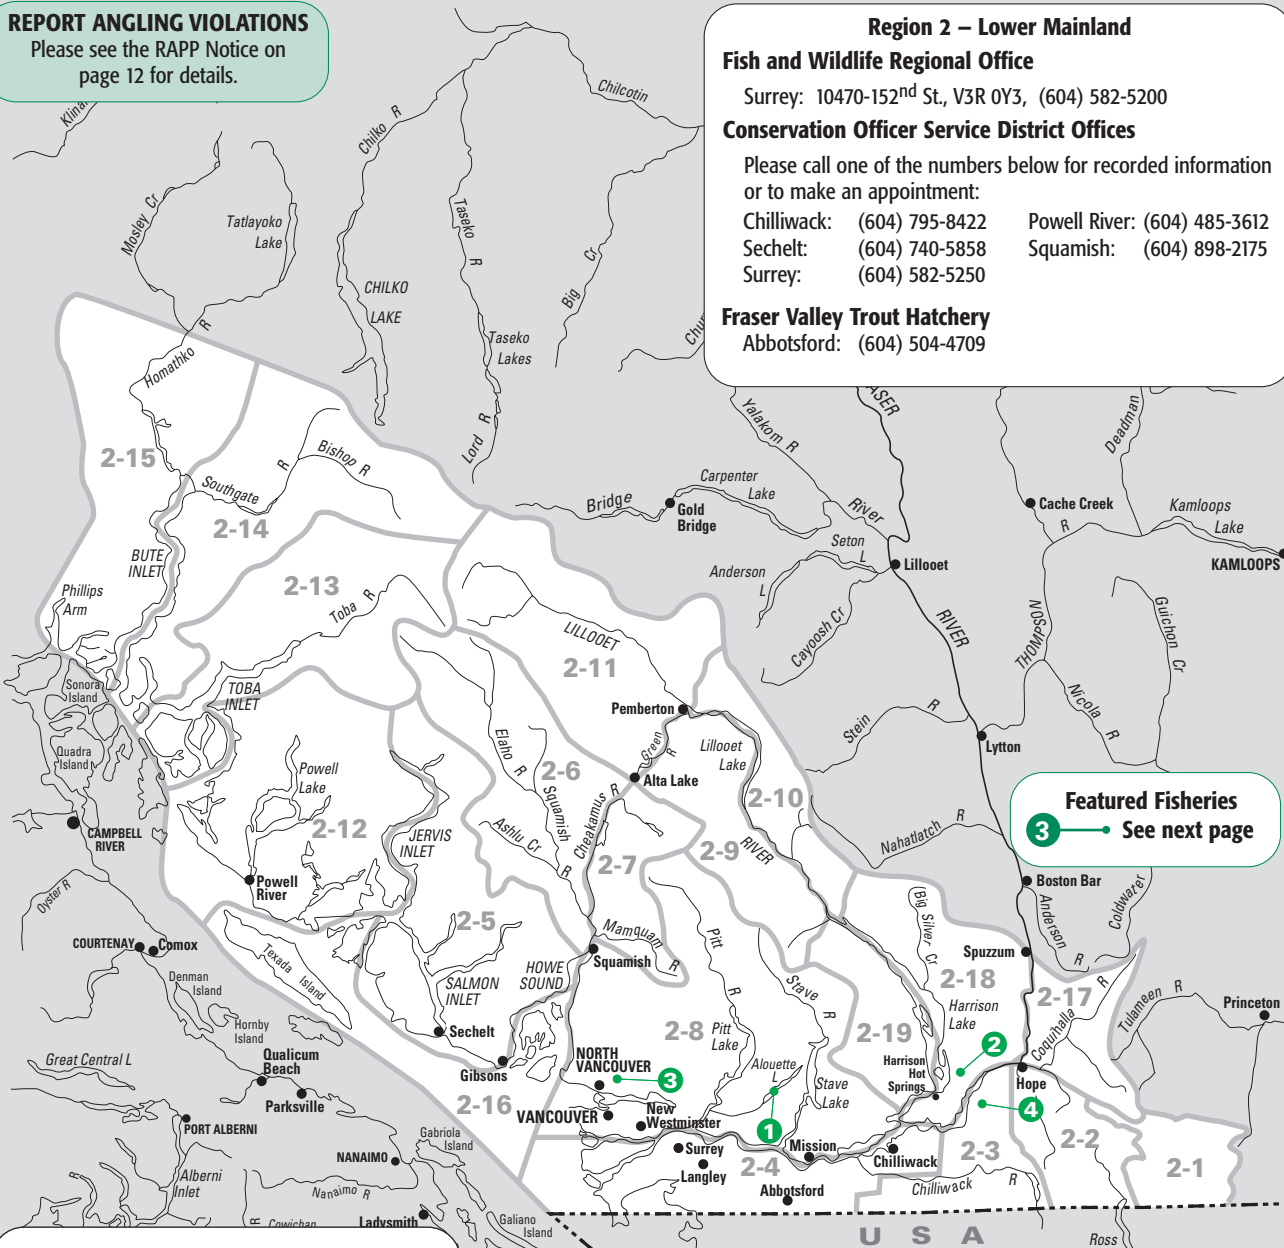 REPORT ANGLING VIOLATIONS
Please see the RAPP Notice on
page 12 for details.
Region 2 – Lower Mainland
Fish and Wildlife Regional Office
Surrey: 10470-152nd St., V3R 0Y3, (604) 582-5200
Conservation Officer Service District Offices
Please call one of the numbers below for recorded information
or to make an appointment:
Chilliwack: (604) 795-8422 Powell River: (604) 485-3612
Sechelt: (604) 740-5858 Squamish: (604) 898-2175
Surrey: (604) 582-5250
Fraser Valley Trout Hatchery
Abbotsford: (604) 504-4709
Chilko R
Chilcotin
Mosley Cr
Tatlayoko
Lake
Taseko R
Big Cr
CHILKO
LAKE
Taseko
Lakes
Homathko R
Lord R
Yalakom R
Deadman
2-15
Bishop R
Southgate R
2-14
Bridge River
Carpenter
Lake
Gold
Bridge
Cache Creek
Kamloops
Lake
R
KAMLOOPS
BUTE
INLET
Seton
L
Lillooet
Anderson
L
Cayoosh Cr
Phillips
Arm
2-13
Toba R
LILLOOET
2-11
RIVER
THOMPSON
Guichon Cr
Nicola R
Sonora
Island
TOBA
INLET
Pemberton
Stein R
Lytton
Quadra
Island
Elaho R
Green R
Lillooet
Lake
Powell
Lake
2-6
Squamish
Alta Lake
2-10
Featured Fisheries
3 See next page
CAMPBELL
RIVER
2-12
JERVIS
INLET
Ashlu Cr
R
Cheakamus R
2-7
2-9
RIVER
Nahatlatch R
Powell
River
Boston Bar
Oyster R
Big Silver Cr
Anderson R
2-5
Mamquam R
Pitt R
COURTENAY
Comox
Texada Island
Squamish
Spuzzum
Denman
Island
HOWE
SOUND
SALMON
INLET
Stave R
2-18
2-17
Coquihalla R
Tulameen R
Princeton
Hornby
Island
Sechelt
2-8
Pitt
Lake
Harrison
Lake
2-19
2
Great Central L
Qualicum
Beach
Gibsons
NORTH
VANCOUVER
3
Alouette
L
Harrison
Hot
Springs
Hope
Parksville
2-16
VANCOUVER
New
Westminster
Stave
Lake
1
4
PORT ALBERNI
Gabriola
Island
Surrey
Mission
Chilliwack
2-3
2-2
2-1
NANAIMO
Langley
2-4
Alberni
Inlet
Nanaimo R
Abbotsford
Chilliwack R
R
Cowichan
Ladysmith
Galiano
Island
U S A
Ross